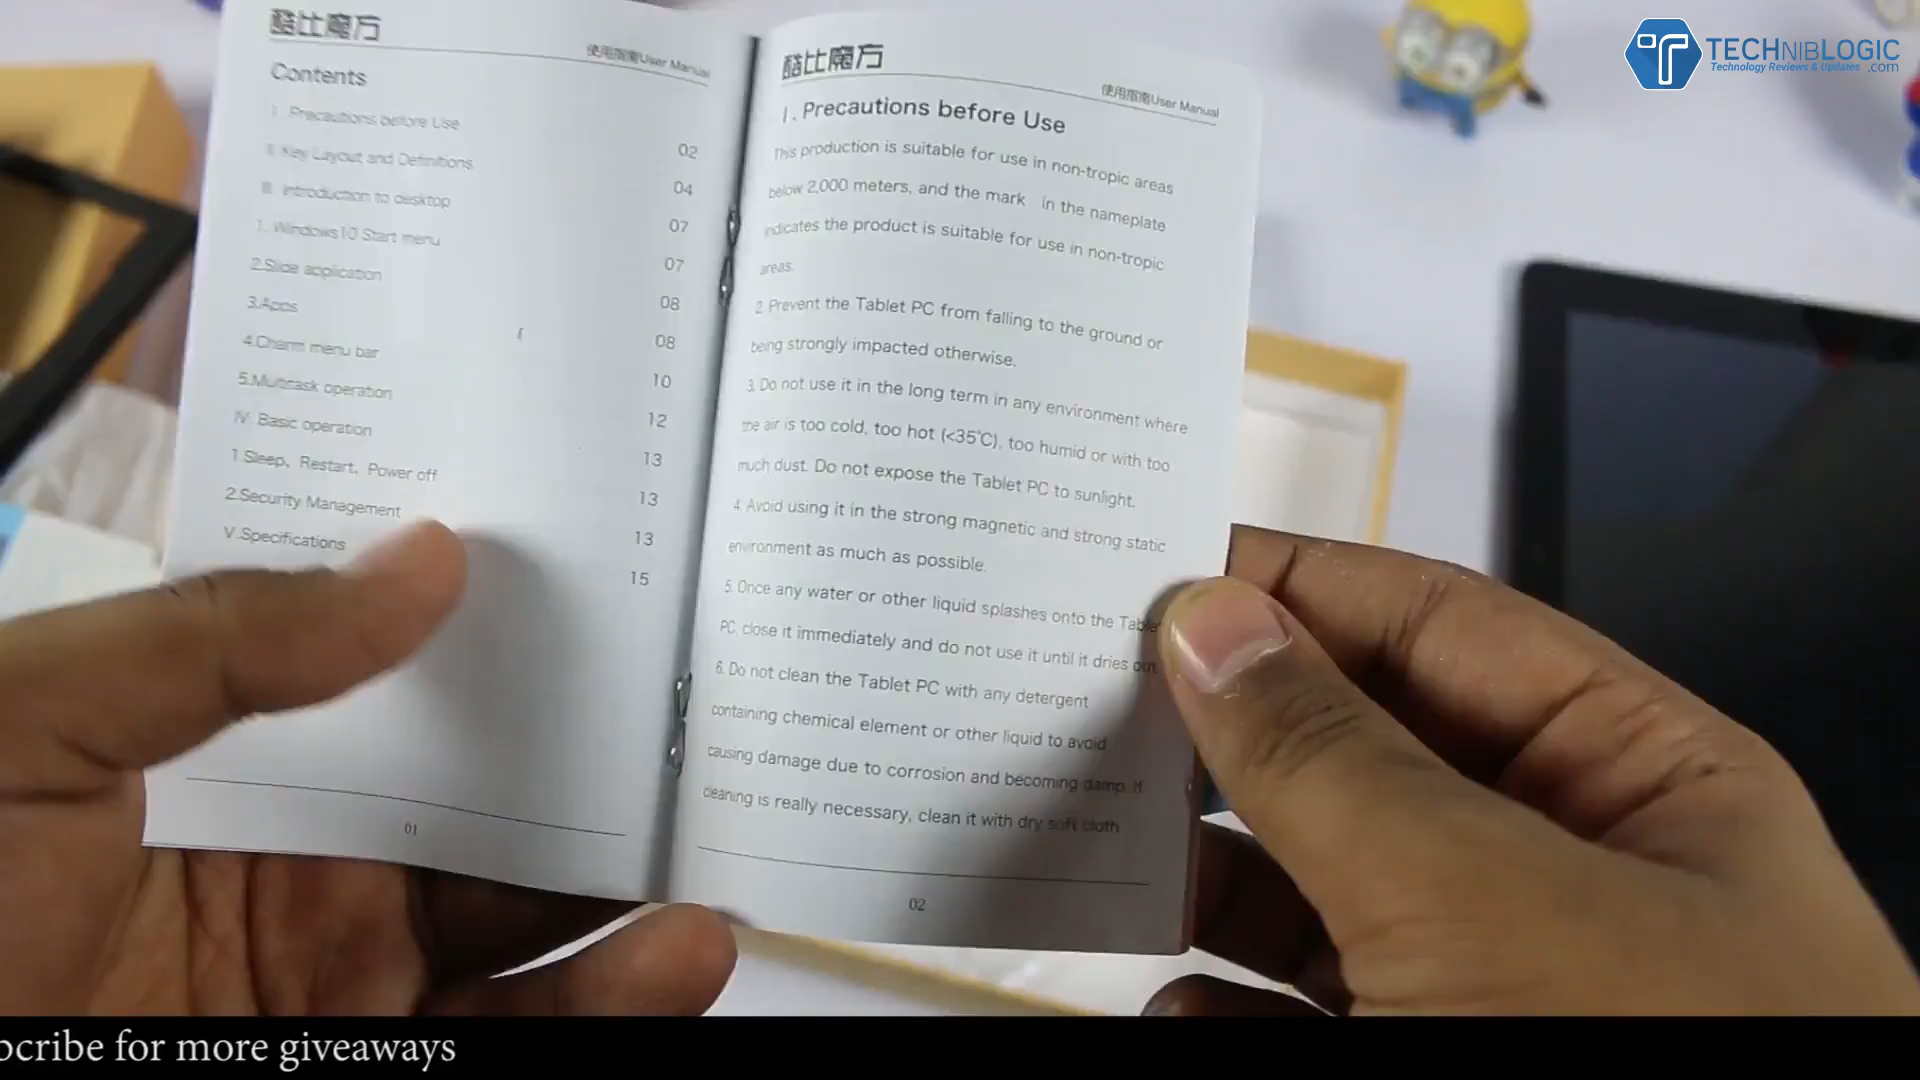 酷比魔方
使用指南User Manual
Contents
I. Precautions before Use 02
II. Key Layout and Definitions 04
III. Introduction to desktop 07
1. Windows10 Start menu 07
2.Slide application 08
3.Apps 08
4.Charm menu bar 10
5.Multitask operation 12
IV. Basic operation 13
1.Sleep、Restart、Power off 13
2.Security Management 13
V.Specifications 15
01
酷比魔方
使用指南User Manual
I. Precautions before Use
This production is suitable for use in non-tropic areas
below 2,000 meters, and the mark in the nameplate
indicates the product is suitable for use in non-tropic
areas.
2. Prevent the Tablet PC from falling to the ground or
being strongly impacted otherwise.
3. Do not use it in the long term in any environment where
the air is too cold, too hot (<35℃), too humid or with too
much dust. Do not expose the Tablet PC to sunlight.
4. Avoid using it in the strong magnetic and strong static
environment as much as possible.
5. Once any water or other liquid splashes onto the Tablet
PC, close it immediately and do not use it until it dries out.
6. Do not clean the Tablet PC with any detergent
containing chemical element or other liquid to avoid
causing damage due to corrosion and becoming damp. If
cleaning is really necessary, clean it with dry soft cloth
02
TECHNIBLOGIC
Technology Reviews & Updates .com
bcribe for more giveaways